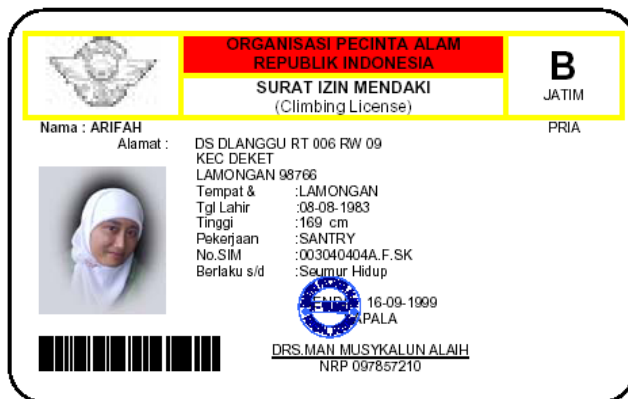 ORGANISASI PECINTA ALAM
REPUBLIK INDONESIA
SURAT IZIN MENDAKI
(Climbing License)
B
JATIM
Nama : ARIFAH
PRIA
Alamat : DS DLANGGU RT 006 RW 09
KEC DEKET
LAMONGAN 98766
Tempat & :LAMONGAN
Tgl Lahir :08-08-1983
Tinggi :169 cm
Pekerjaan :SANTRY
No.SIM :003040404A.F.SK
Berlaku s/d :Seumur Hidup
16-09-1999
DRS.MAN MUSYKALUN ALAIH
NRP 097857210